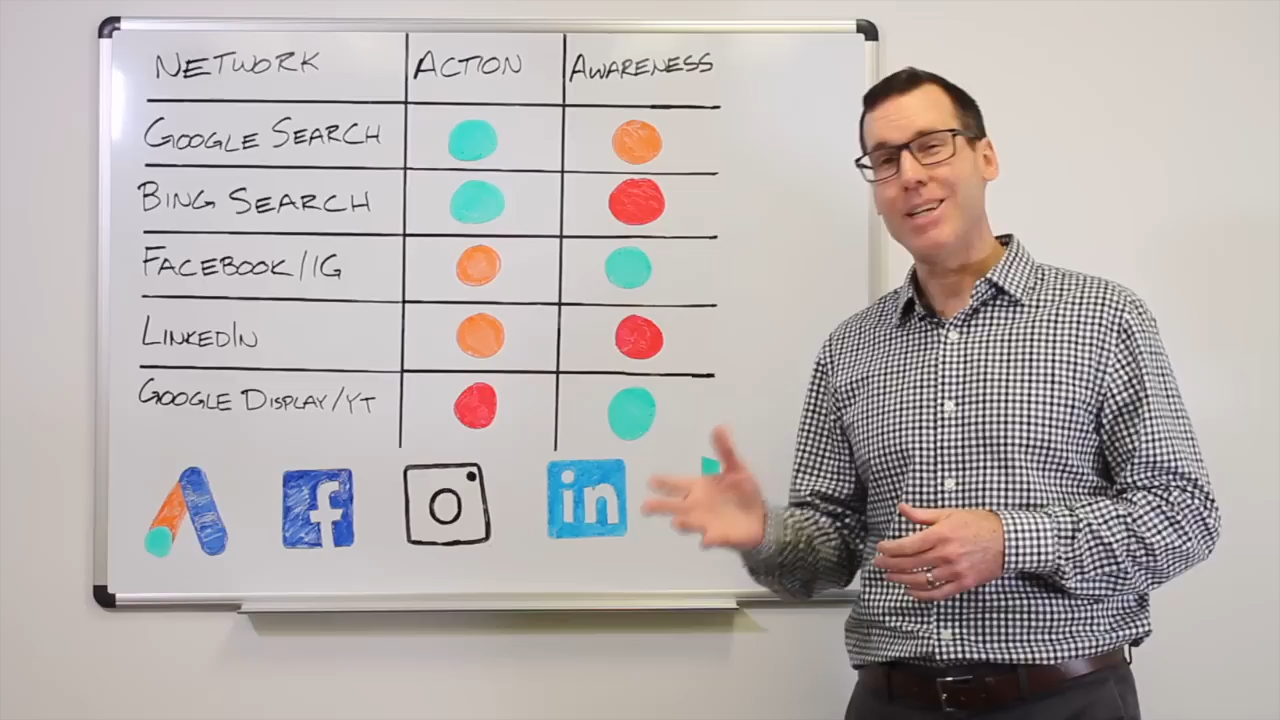 NETWORK ACTION AWARENESS
GOOGLE SEARCH
BING SEARCH
FACEBOOK/IG
LINKEDIN
GOOGLE DISPLAY/YT
f
in